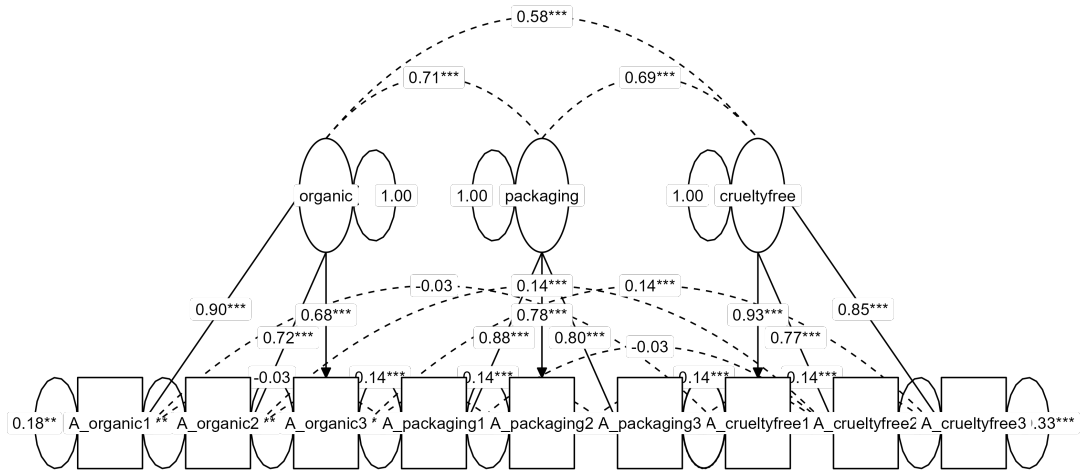 0.58***
0.71*** 0.69***
organic 1.00 1.00 packaging 1.00 crueltyfree
-0.03 0.14*** 0.14***
0.90*** 0.68*** 0.78*** 0.93*** 0.85***
0.72*** 0.88*** 0.80*** 0.77***
-0.03
-0.03 0.14*** 0.14*** 0.14*** 0.14***
0.18** A_organic1 ** A_organic2 ** A_organic3 * A_packaging1 A_packaging2 A_packaging3 A_crueltyfree1 A_crueltyfree2 A_crueltyfree3 .33***